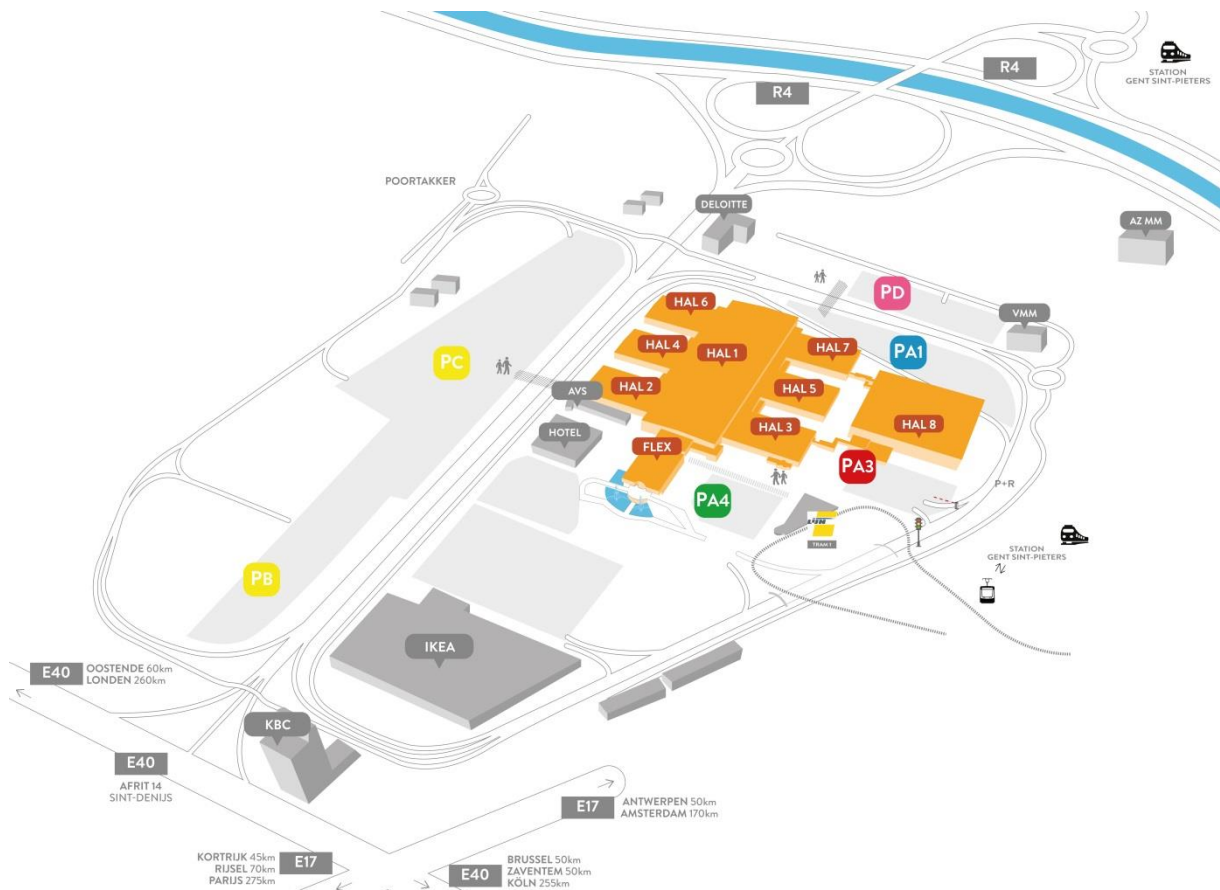 R4
R4
STATION
GENT SINT-PIETERS
POORTAKKER
DELOITTE
AZ MM
PD
VMM
HAL 6
HAL 4
HAL 1
HAL 7
PA1
PC
HAL 2
AVS
HAL 5
HOTEL
HAL 3
HAL 8
FLEX
PA3
PA4
P+R
TRAM 1
STATION
GENT SINT-PIETERS
PB
IKEA
E40
OOSTENDE 60km
LONDEN 260km
KBC
E40
AFRIT 14
SINT-DENIJS
E17
ANTWERPEN 50km
AMSTERDAM 170km
KORTRIJK 45km
RIJSEL 70km
PARIJS 275km
E17
E40
BRUSSEL 50km
ZAVENTEM 50km
KÖLN 255km